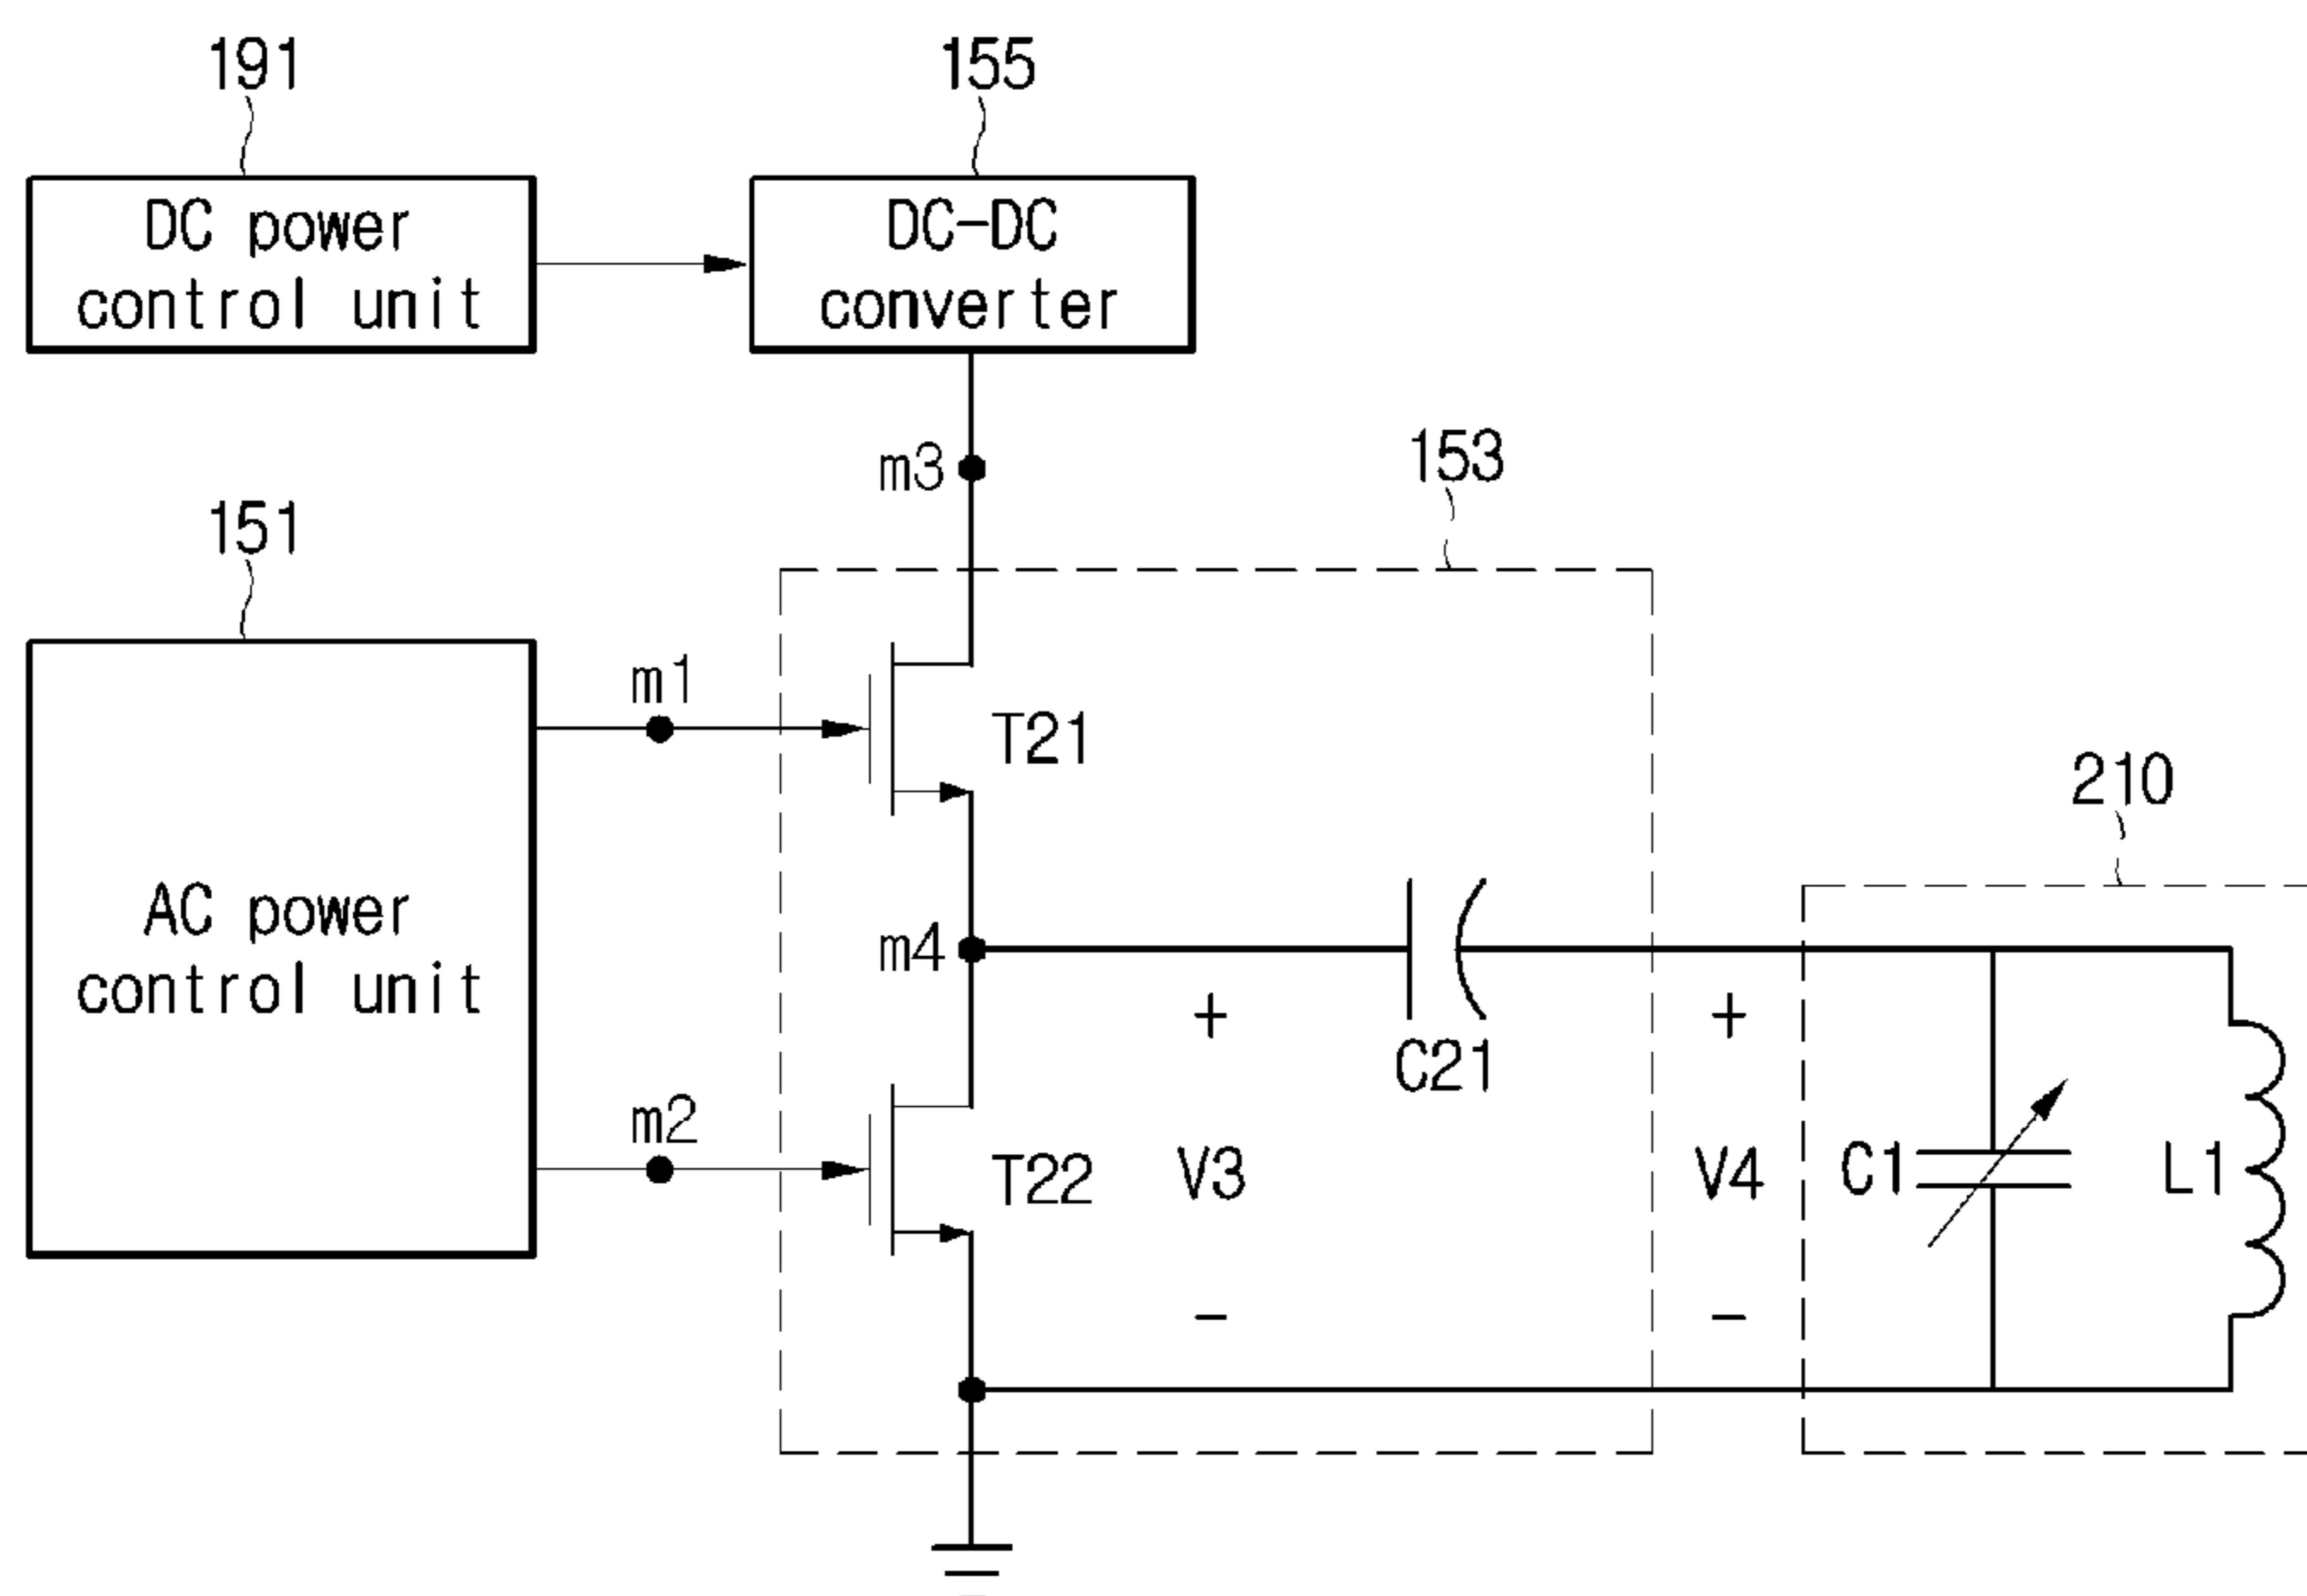 191
155
DC power
control unit
DC-DC
converter
m3
153
151
m1
T21
210
AC power
control unit
m4
+
+
C21
m2
T22
V3
V4
C1
L1
-
-